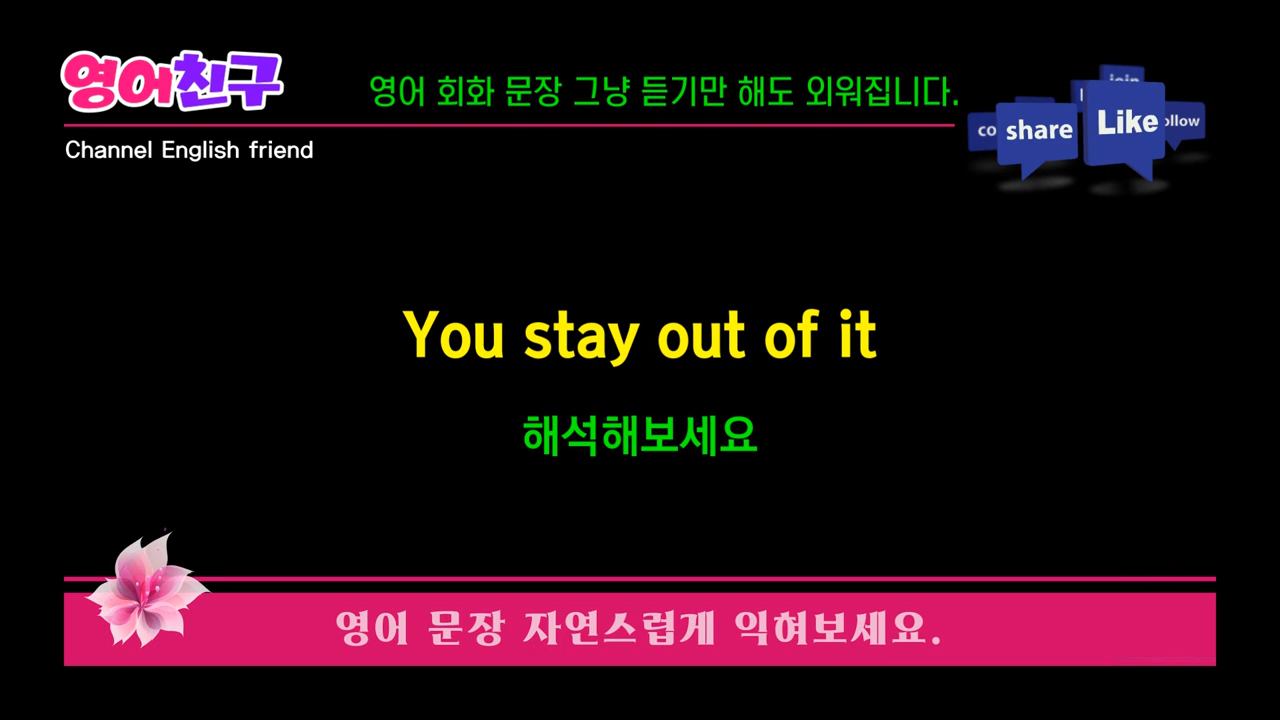 영어친구
영어 회화 문장 그냥 듣기만 해도 외워집니다.
Channel English friend
join
co
share
Like
ollow
You stay out of it
해석해보세요
영어 문장 자연스럽게 익혀보세요.